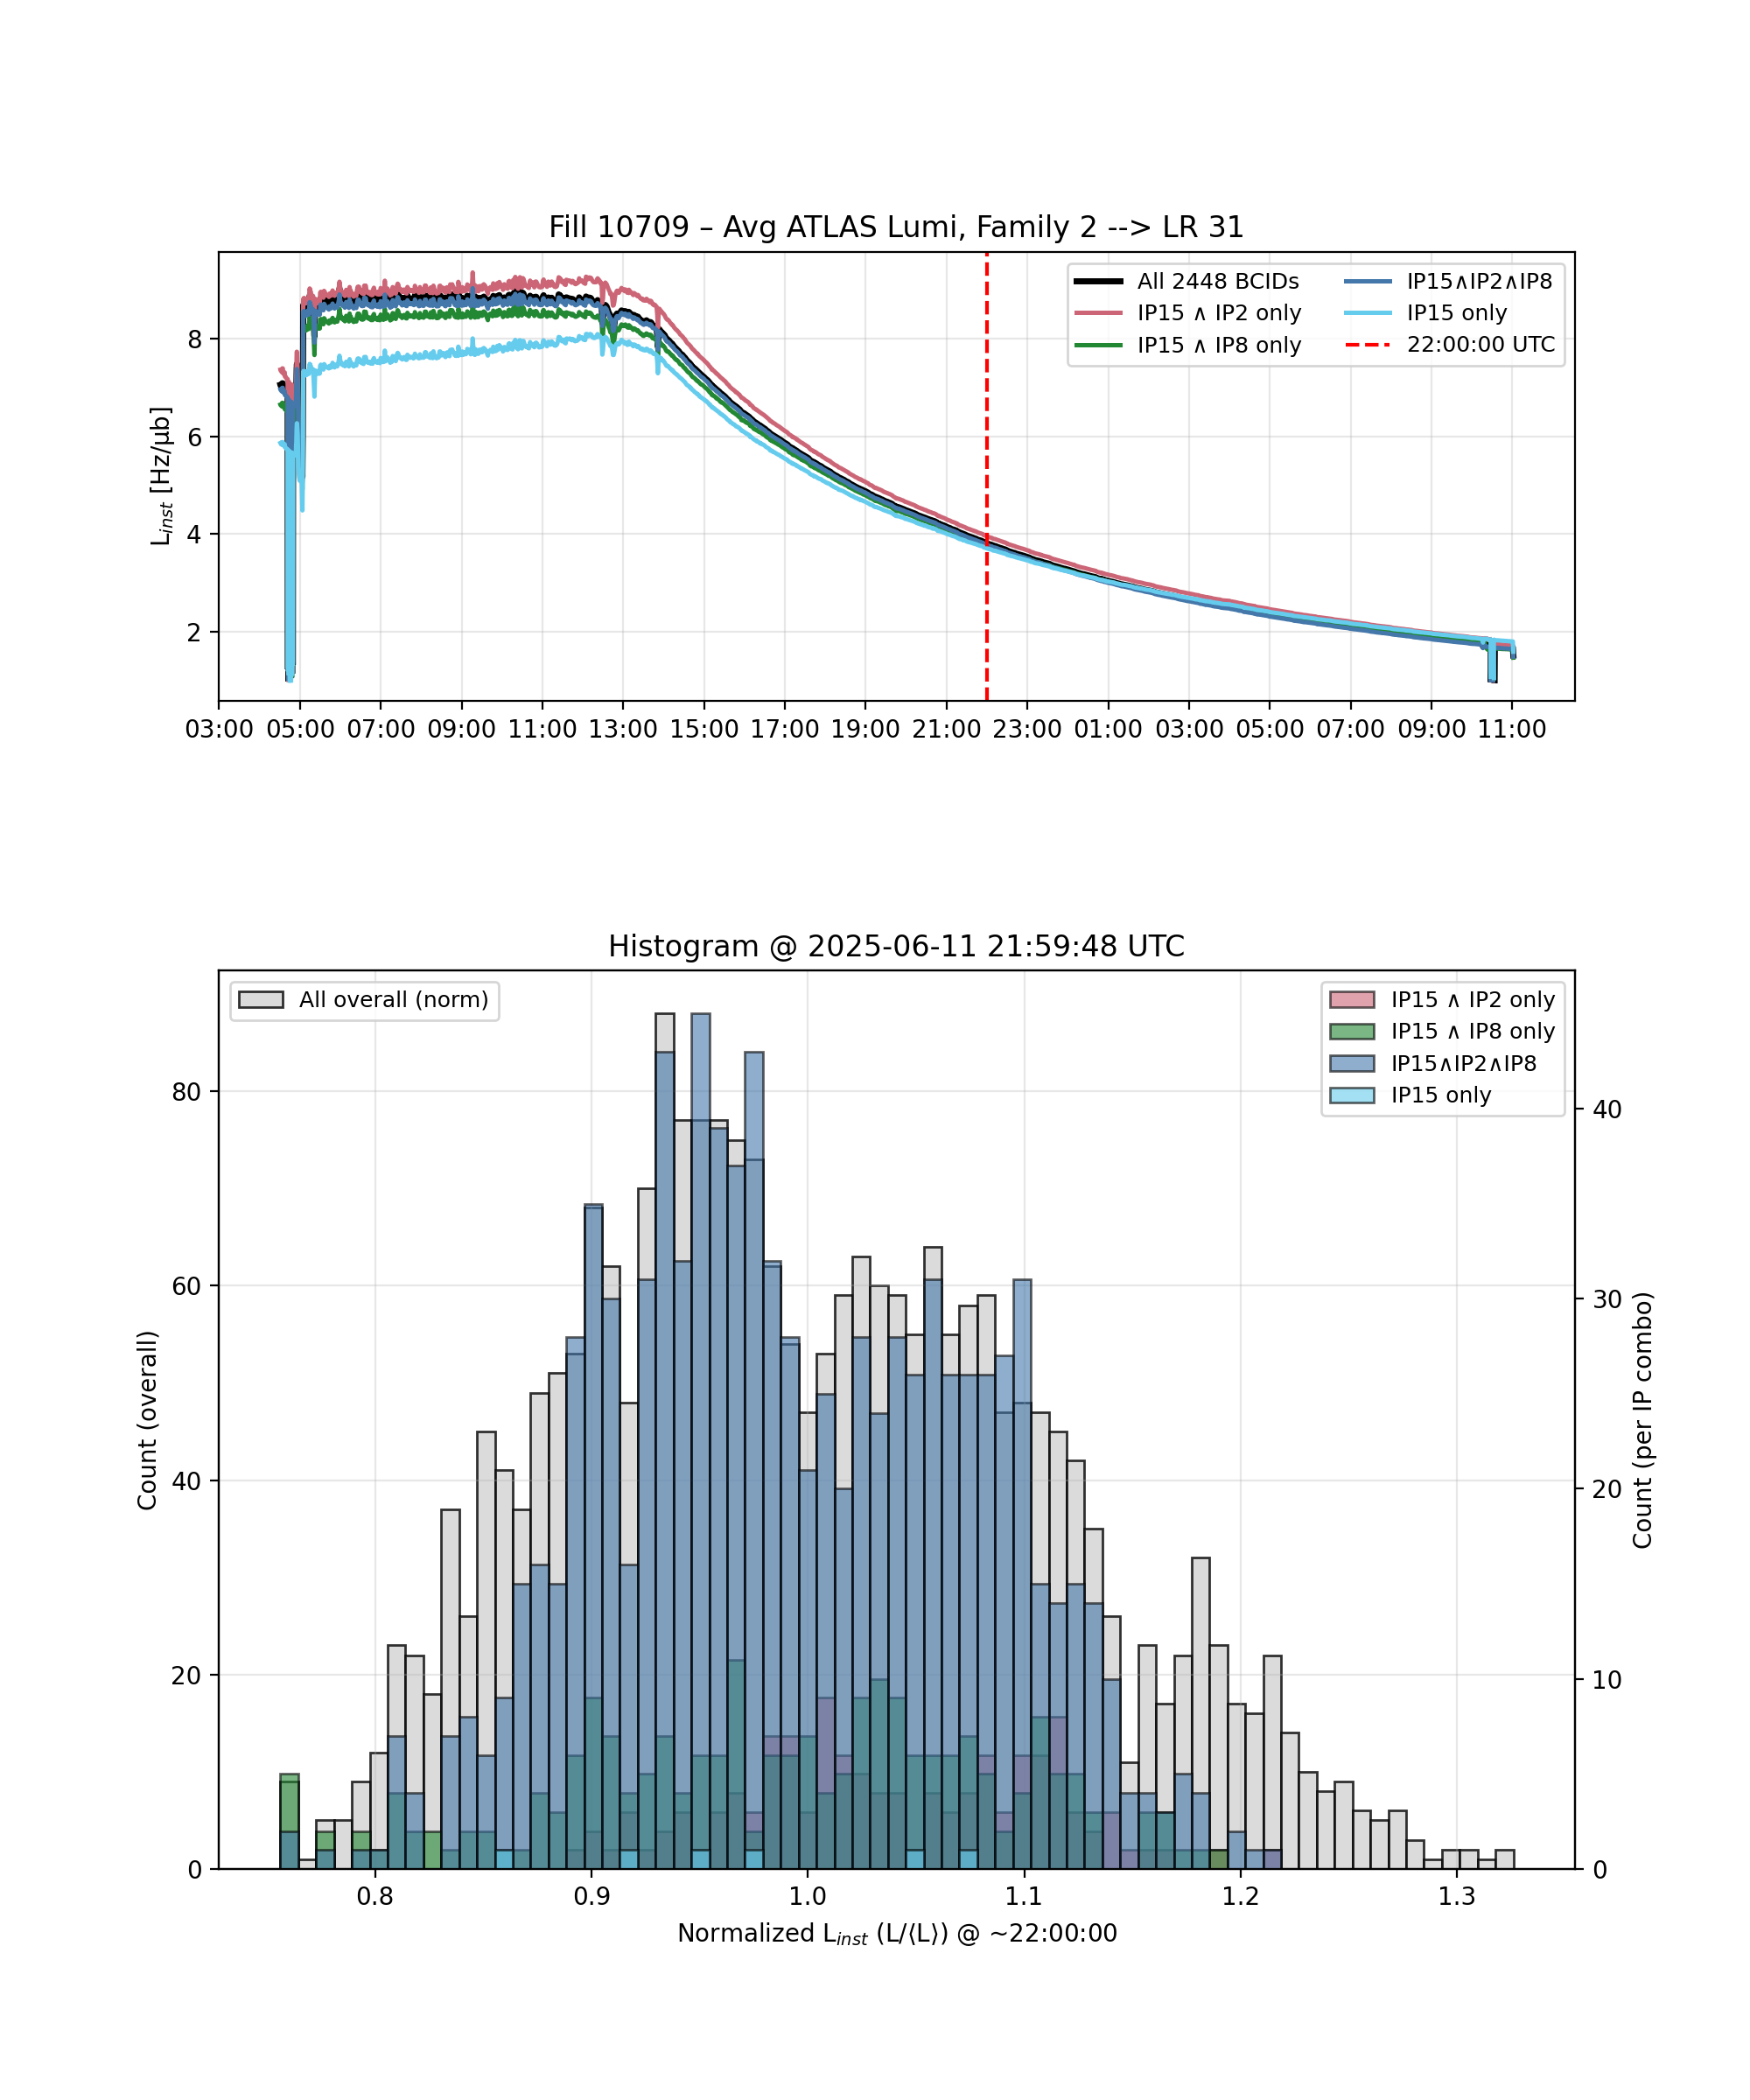 Fill 10709 – Avg ATLAS Lumi, Family 2 --> LR 31
All 2448 BCIDs
IP15 ∧ IP2 only
IP15 ∧ IP8 only
IP15∧IP2∧IP8
IP15 only
22:00:00 UTC
L_inst [Hz/μb]
8
6
4
2
03:00 05:00 07:00 09:00 11:00 13:00 15:00 17:00 19:00 21:00 23:00 01:00 03:00 05:00 07:00 09:00 11:00
Histogram @ 2025-06-11 21:59:48 UTC
All overall (norm)
IP15 ∧ IP2 only
IP15 ∧ IP8 only
IP15∧IP2∧IP8
IP15 only
Count (overall)
80
60
40
20
0
Count (per IP combo)
40
30
20
10
0
0.8 0.9 1.0 1.1 1.2 1.3
Normalized L_inst (L/⟨L⟩) @ ~22:00:00